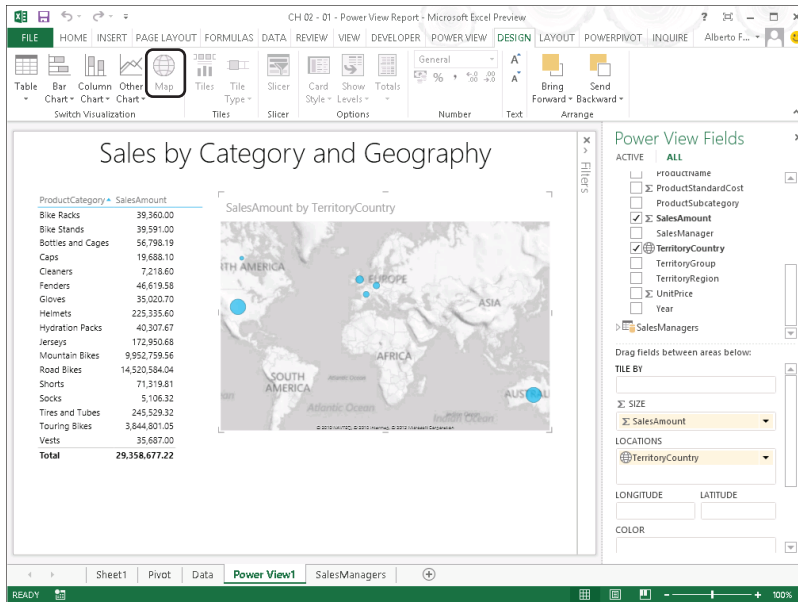 CH 02 - 01 - Power View Report - Microsoft Excel Preview
FILE HOME INSERT PAGE LAYOUT FORMULAS DATA REVIEW VIEW DEVELOPER POWER VIEW DESIGN LAYOUT POWERPIVOT INQUIRE Alberto F...
General
Table Bar Chart Column Chart Other Chart Map Tiles Tile Type Slicer Card Style Show Levels Totals
Bring Forward Send Backward
Switch Visualization Tiles Slicer Options Number Text Arrange
Sales by Category and Geography
ProductCategory SalesAmount
Bike Racks 39,360.00
Bike Stands 39,591.00
Bottles and Cages 56,798.19
Caps 19,688.10
Cleaners 7,218.60
Fenders 46,619.58
Gloves 35,020.70
Helmets 225,335.60
Hydration Packs 40,307.67
Jerseys 172,950.68
Mountain Bikes 9,952,759.56
Road Bikes 14,520,584.04
Shorts 71,319.81
Socks 5,106.32
Tires and Tubes 245,529.32
Touring Bikes 3,844,801.05
Vests 35,687.00
Total 29,358,677.22
SalesAmount by TerritoryCountry
TH AMERICA
EUROPE
ASIA
AFRICA
SOUTH AMERICA
Atlantic Ocean
AUSTRALI
Atlantic Ocean
Indian Ocean
Filters
Power View Fields
ACTIVE ALL
ProductName
Σ ProductStandardCost
ProductSubcategory
Σ SalesAmount
SalesManager
TerritoryCountry
TerritoryGroup
TerritoryRegion
Σ UnitPrice
Year
SalesManagers
Drag fields between areas below:
TILE BY
Σ SIZE
Σ SalesAmount
LOCATIONS
TerritoryCountry
LONGITUDE LATITUDE
COLOR
Sheet1 Pivot Data Power View1 SalesManagers
READY 100%